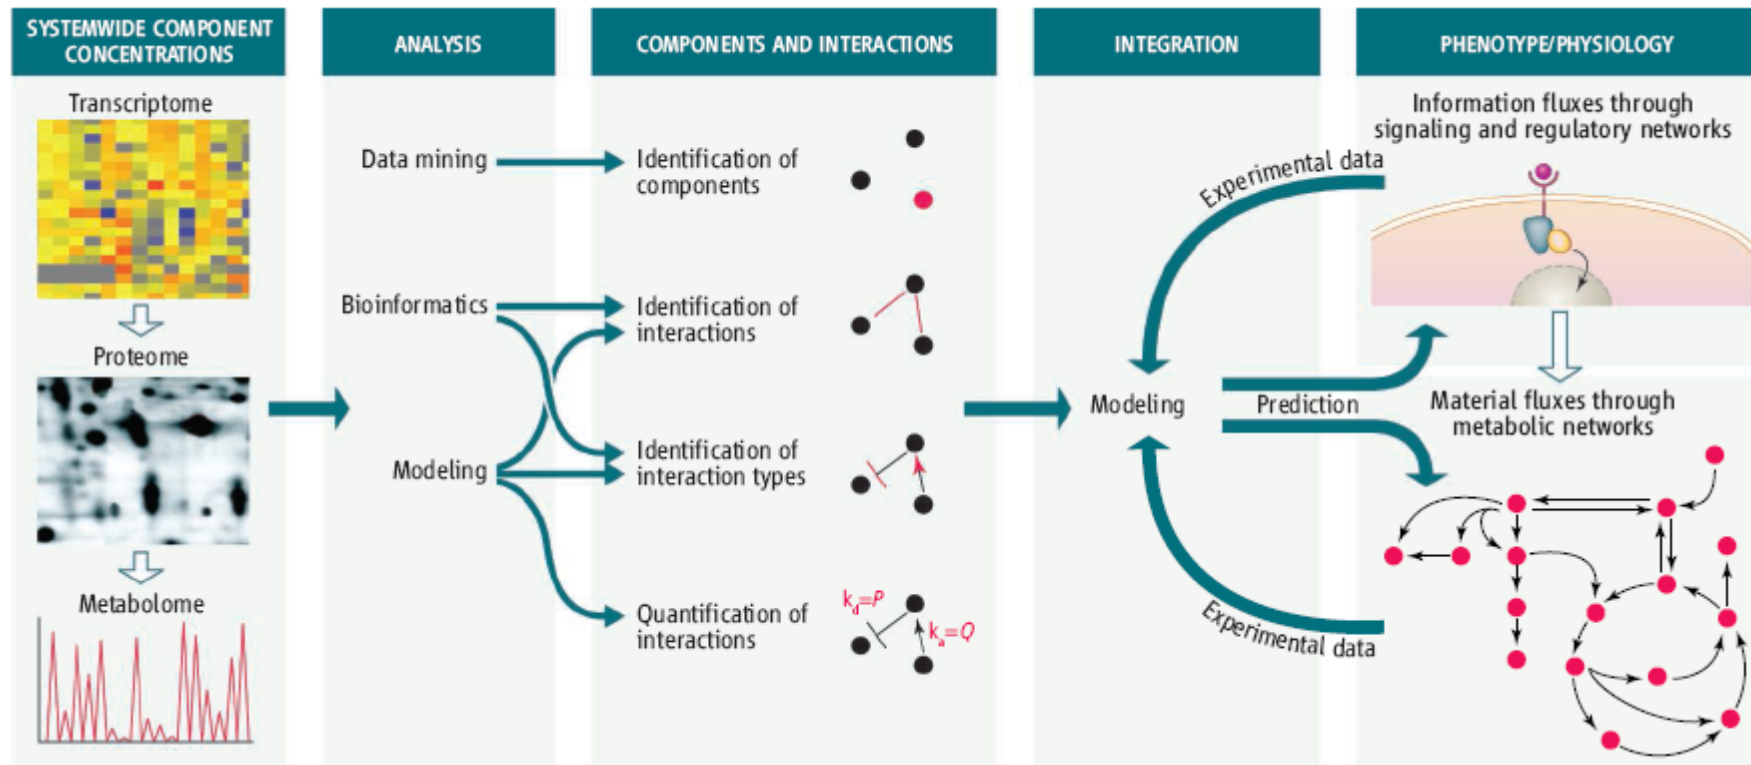 SYSTEMWIDE COMPONENT
CONCENTRATIONS
Transcriptome
Proteome
Metabolome
ANALYSIS
Data mining
Bioinformatics
Modeling
COMPONENTS AND INTERACTIONS
Identification of
components
Identification of
interactions
Identification of
interaction types
Quantification of
interactions
k_d=P
k_a=Q
INTEGRATION
Experimental data
Modeling
Prediction
Experimental data
PHENOTYPE/PHYSIOLOGY
Information fluxes through
signaling and regulatory networks
Material fluxes through
metabolic networks